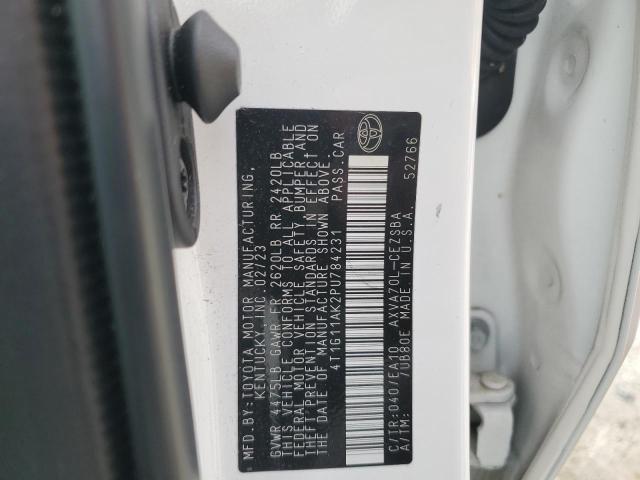 MFD.BY:TOYOTA MOTOR MANUFACTURING,
KENTUCKY, INC. 02/23
GVWR 4475LB GAWR FR 2620LB RR 2420LB
THIS VEHICLE CONFORMS TO ALL APPLICABLE
FEDERAL MOTOR VEHICLE SAFETY, BUMPER AND
THEFT PREVENTION STANDARDS IN EFFECT ON
THE DATE OF MANUFACTURE SHOWN ABOVE.
4T1G11AK2PU784231 PASS.CAR
C/TR:040/EA10 AXVA70L-CEZSBA
A/TM: /UB80E MADE IN U.S.A. 52766